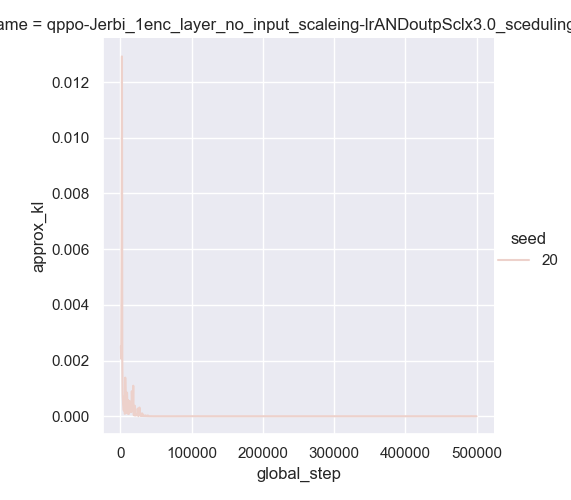 ame = qppo-Jerbi_1enc_layer_no_input_scaleing-lrANDoutpSclx3.0_sceduling
0.012
0.010
0.008
0.006
0.004
0.002
0.000
approx_kl
0 100000 200000 300000 400000 500000
global_step
seed
20